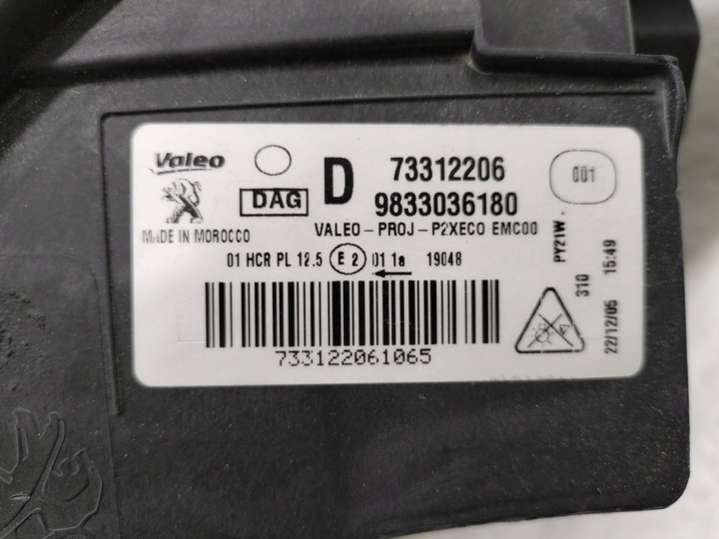 Valeo
MADE IN MOROCCO
DAG
D
73312206
9833036180
VALEO-PROJ-P2XECO EMC00
001
01 HCR PL 12.5 E 2 01 1a 19048
733122061065
PY21W.
310
22/12/05 15:49